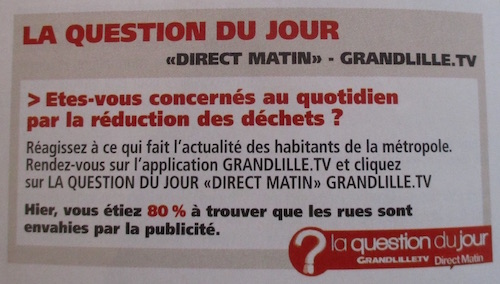 LA QUESTION DU JOUR
«DIRECT MATIN» - GRANDLILLE.TV
> Etes-vous concernés au quotidien
par la réduction des déchets ?
Réagissez à ce qui fait l'actualité des habitants de la métropole.
Rendez-vous sur l'application GRANDLILLE.TV et cliquez
sur LA QUESTION DU JOUR «DIRECT MATIN» GRANDLILLE.TV
Hier, vous étiez 80 % à trouver que les rues sont
envahies par la publicité.
? la question du jour
GRANDLILLETV Direct Matin